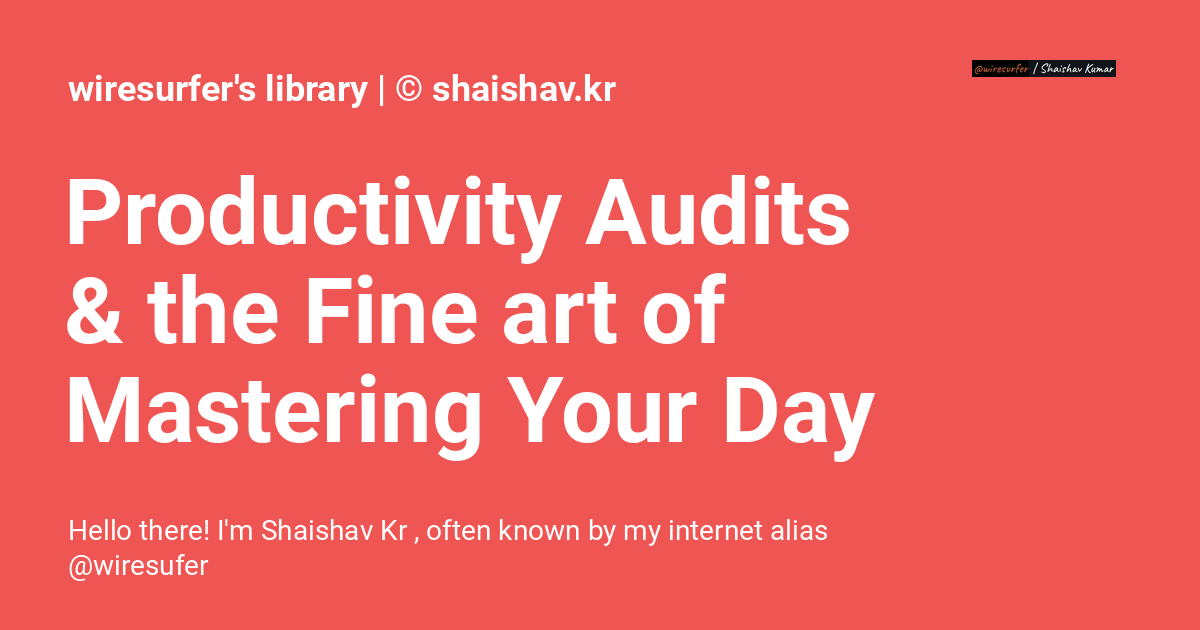 wiresurfer's library | © shaishav.kr
@wiresurfer | Shaishav Kumar
Productivity Audits
& the Fine art of
Mastering Your Day
Hello there! I'm Shaishav Kr , often known by my internet alias
@wiresufer